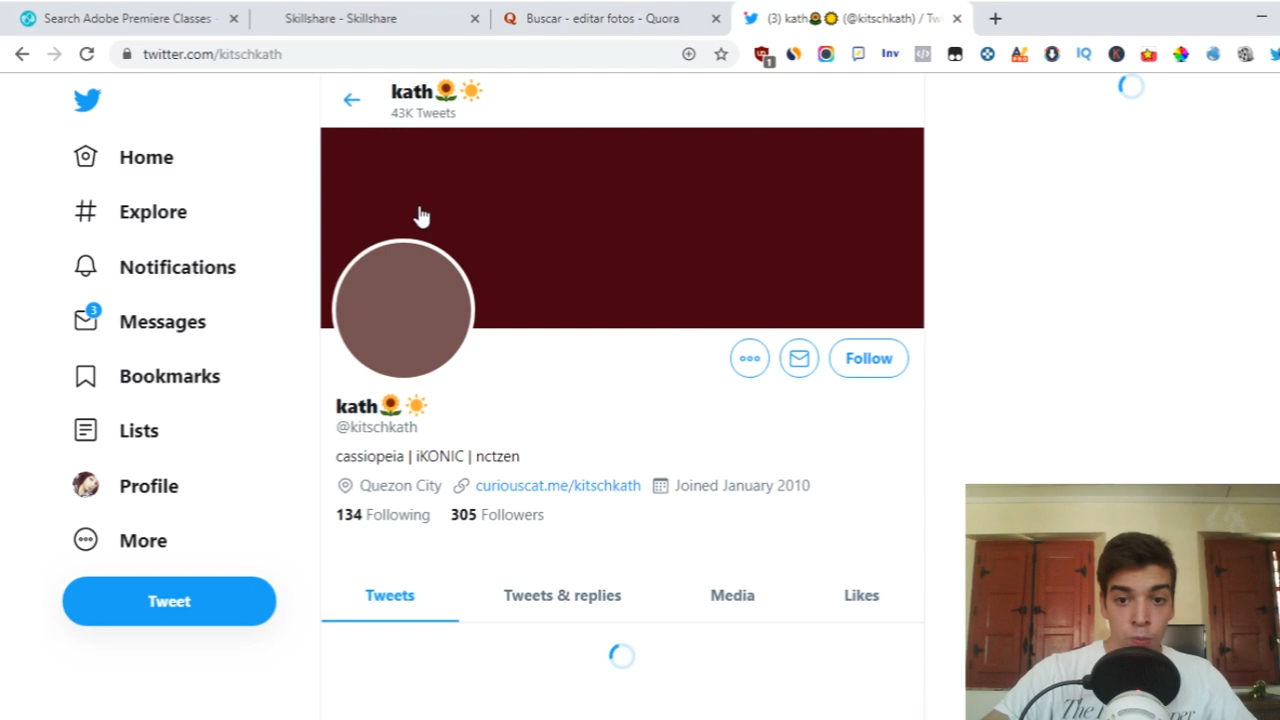 Search Adobe Premiere Classes
Skillshare - Skillshare
Buscar - editar fotos - Quora
(3) kath🌻☀️ (@kitschkath) / Tw
twitter.com/kitschkath
1
Inv
IQ
kath🌻☀️
43K Tweets
Home
Explore
Notifications
3
Messages
Bookmarks
Lists
Profile
More
Tweet
Follow
kath🌻☀️
@kitschkath
cassiopeia | iKONIC | nctzen
Quezon City curiouscat.me/kitschkath Joined January 2010
134 Following 305 Followers
Tweets Tweets & replies Media Likes
The